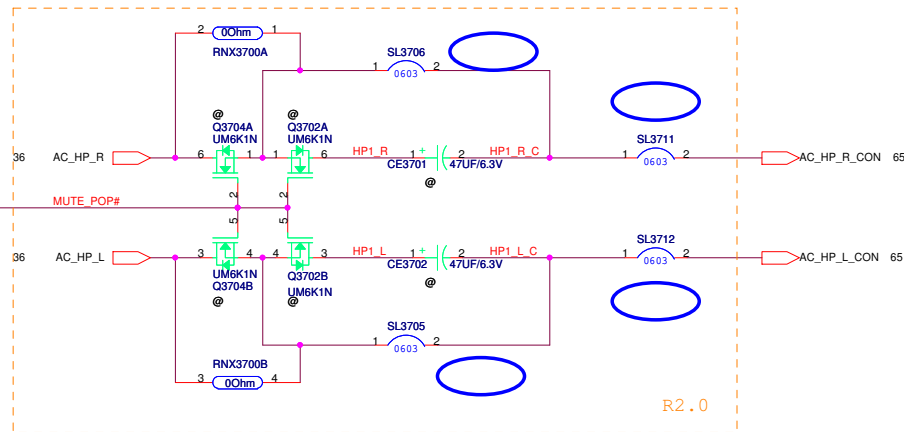 2 0Ohm 1
RNX3700A
SL3706
1 0603 2
@ @
Q3704A Q3702A
UM6K1N UM6K1N
SL3711
36 AC_HP_R 6 1 1 6 HP1_R 1 + 2 HP1_R_C 1 0603 2 AC_HP_R_CON 65
CE3701 47UF/6.3V
@
2 2
MUTE_POP#
5 5
SL3712
36 AC_HP_L 3 4 4 3 HP1_L 1 + 2 HP1_L_C 1 0603 2 AC_HP_L_CON 65
CE3702 47UF/6.3V
UM6K1N Q3702B
Q3704B UM6K1N
@ @ @
SL3705
1 0603 2
RNX3700B
3 0Ohm 4
R2.0